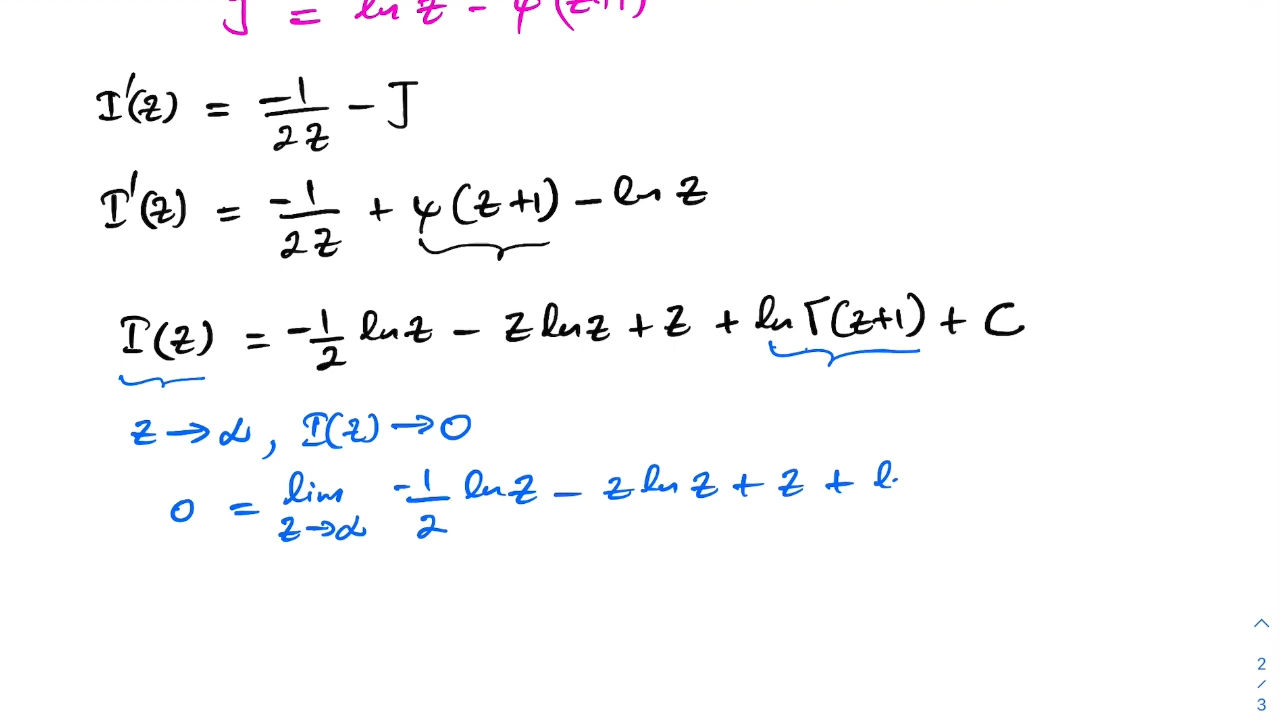 J = ln z - ψ(z+1)
I'(z) = -1/2z - J
I'(z) = -1/2z + ψ(z+1) - ln z
I(z) = -1/2 ln z - z ln z + z + ln Γ(z+1) + C
z → ∞, I(z) → 0
0 = lim z→∞ -1/2 ln z - z ln z + z + l
2
/
3